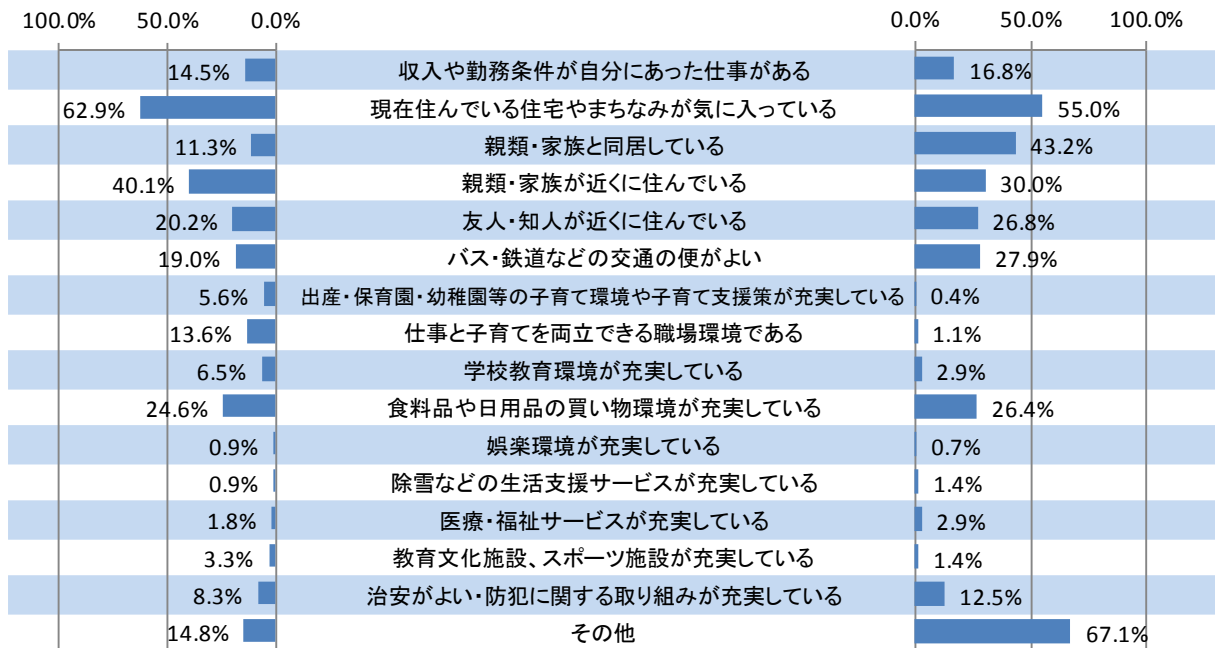 100.0% 50.0% 0.0% 0.0% 50.0% 100.0%
14.5% 収入や勤務条件が自分にあった仕事がある 16.8%
62.9% 現在住んでいる住宅やまちなみが気に入っている 55.0%
11.3% 親類・家族と同居している 43.2%
40.1% 親類・家族が近くに住んでいる 30.0%
20.2% 友人・知人が近くに住んでいる 26.8%
19.0% バス・鉄道などの交通の便がよい 27.9%
5.6% 出産・保育園・幼稚園等の子育て環境や子育て支援策が充実している 0.4%
13.6% 仕事と子育てを両立できる職場環境である 1.1%
6.5% 学校教育環境が充実している 2.9%
24.6% 食料品や日用品の買い物環境が充実している 26.4%
0.9% 娯楽環境が充実している 0.7%
0.9% 除雪などの生活支援サービスが充実している 1.4%
1.8% 医療・福祉サービスが充実している 2.9%
3.3% 教育文化施設、スポーツ施設が充実している 1.4%
8.3% 治安がよい・防犯に関する取り組みが充実している 12.5%
14.8% その他 67.1%